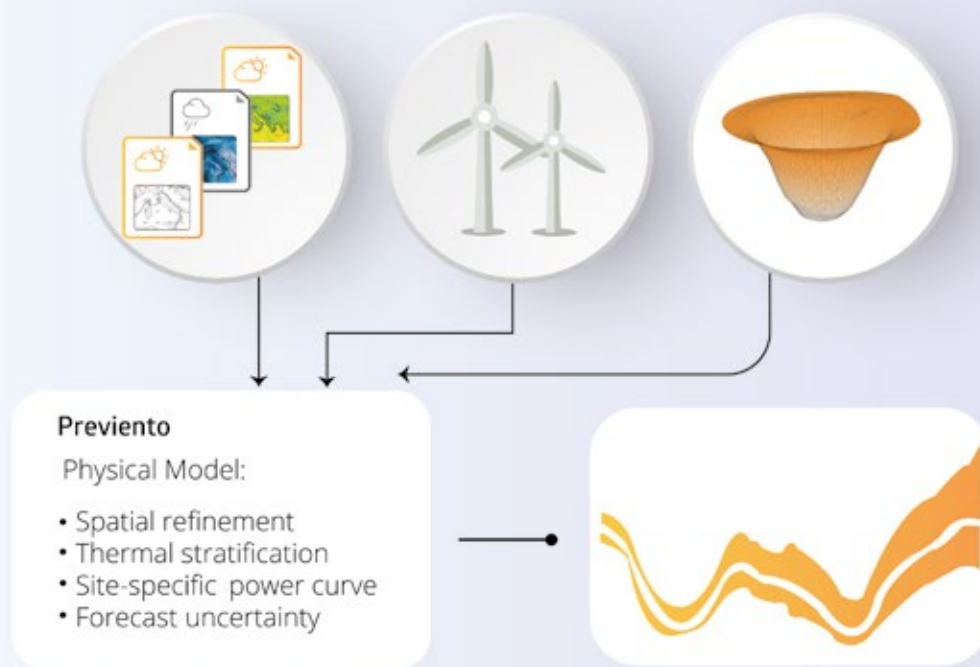 Previento
Physical Model:
• Spatial refinement
• Thermal stratification
• Site-specific power curve
• Forecast uncertainty